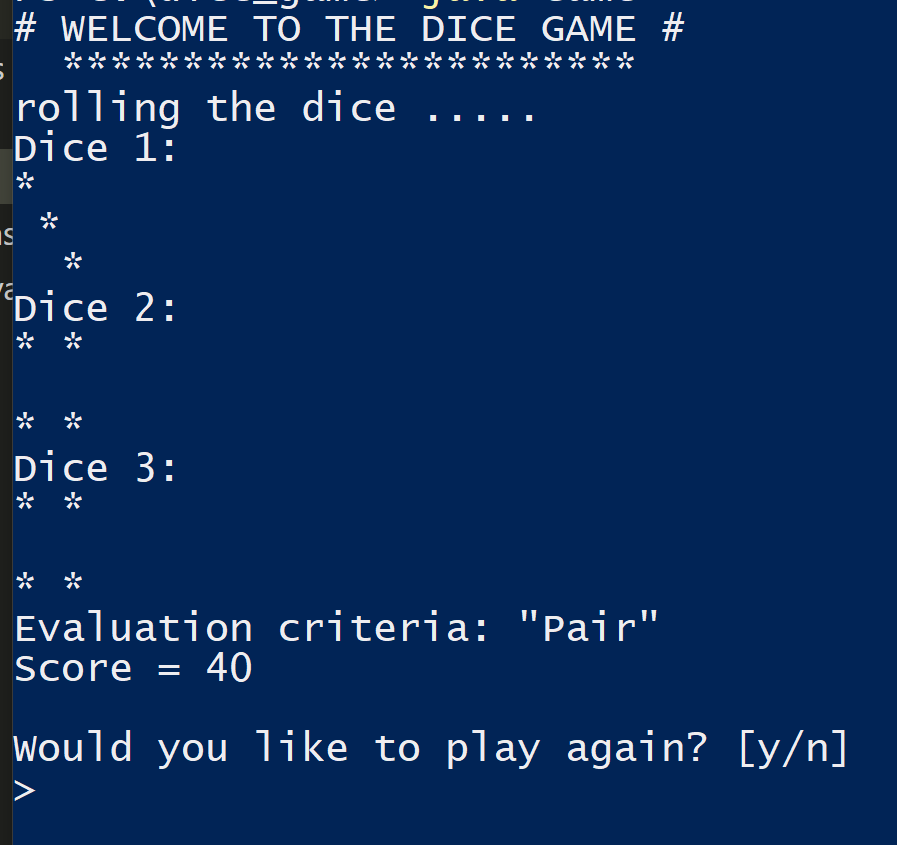 # WELCOME TO THE DICE GAME #
  ************************
rolling the dice .....
Dice 1:
*
 *
  *
Dice 2:
* *

* *
Dice 3:
* *

* *
Evaluation criteria: "Pair"
Score = 40

Would you like to play again? [y/n]
>